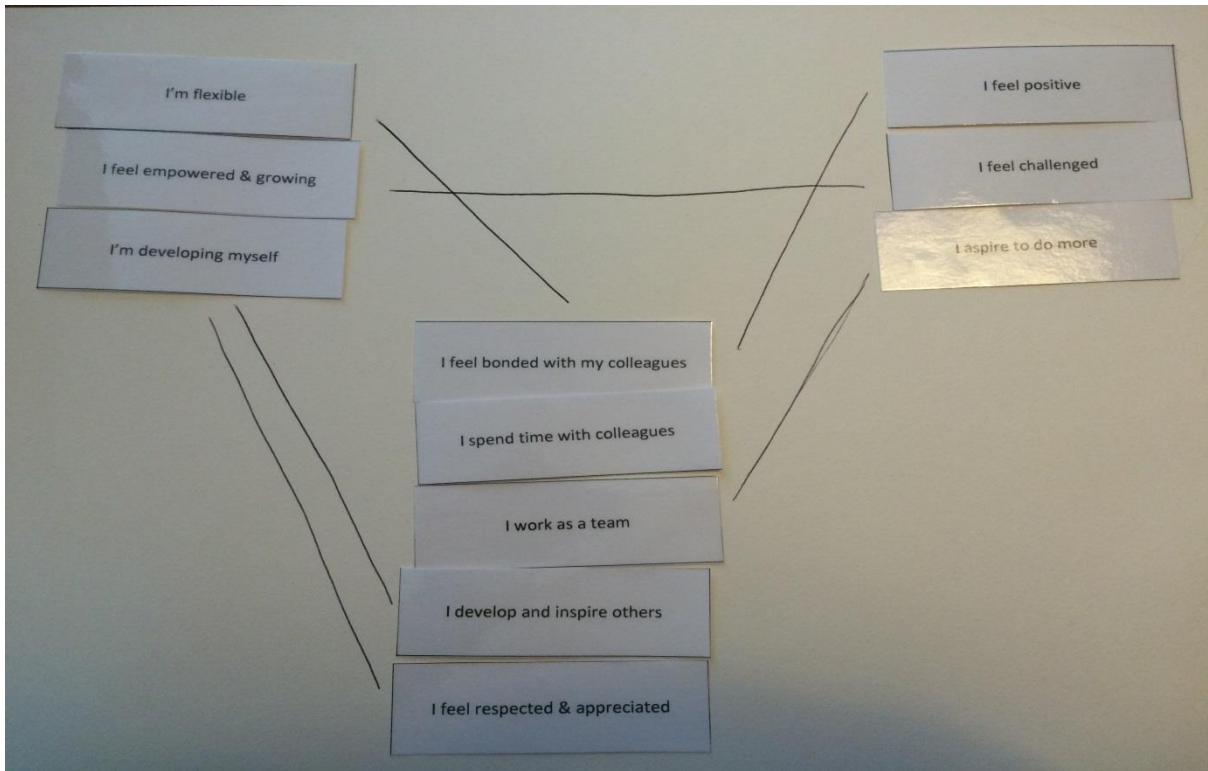 I'm flexible
I feel empowered & growing
I'm developing myself
I feel positive
I feel challenged
I aspire to do more
I feel bonded with my colleagues
I spend time with colleagues
I work as a team
I develop and inspire others
I feel respected & appreciated